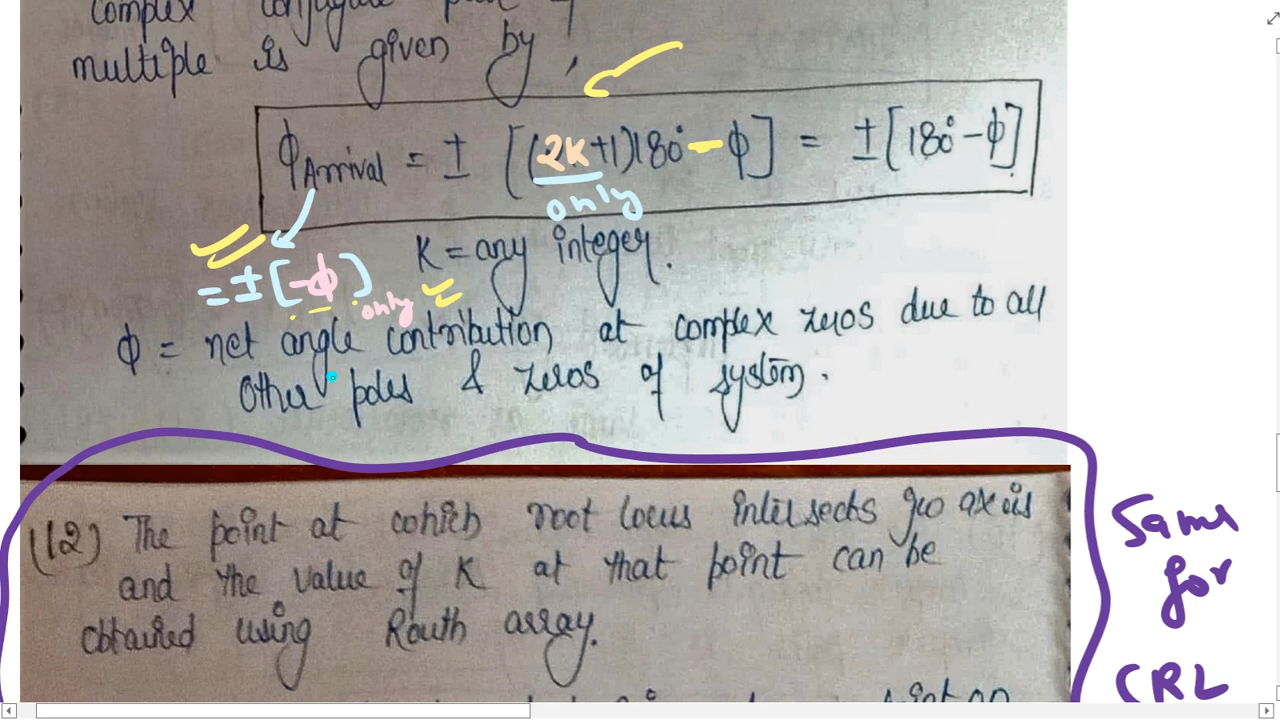 complex conjugate
multiple is given by,
ϕArrival = ± [(2K+1)180° - ϕ] = ±[180° - ϕ]
only
= ±[-ϕ] only
K = any integer.
ϕ = net angle contribution at complex zeros due to all
other poles & zeros of system.
(12) The point at which root locus intersects jω axis
and the value of K at that point can be
obtained using Routh array.
Same
for
CRL